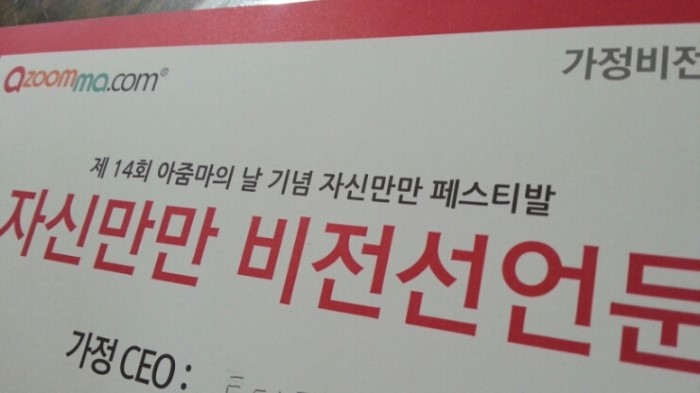 azoomma.com®
가정비전
제 14회 아줌마의 날 기념 자신만만 페스티발
자신만만 비전선언문
가정 CEO :